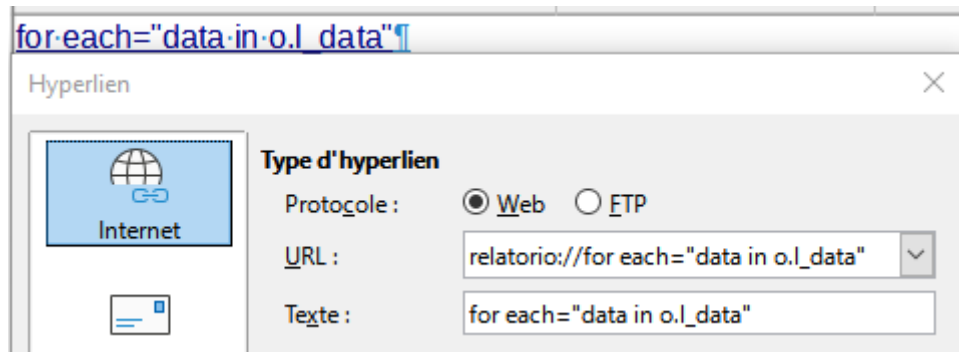 for·each="data·in·o.l_data"¶
Hyperlien
Type d'hyperlien
Protocole : Web FTP
Internet
URL : relatorio://for each="data in o.l_data"
Texte : for each="data in o.l_data"